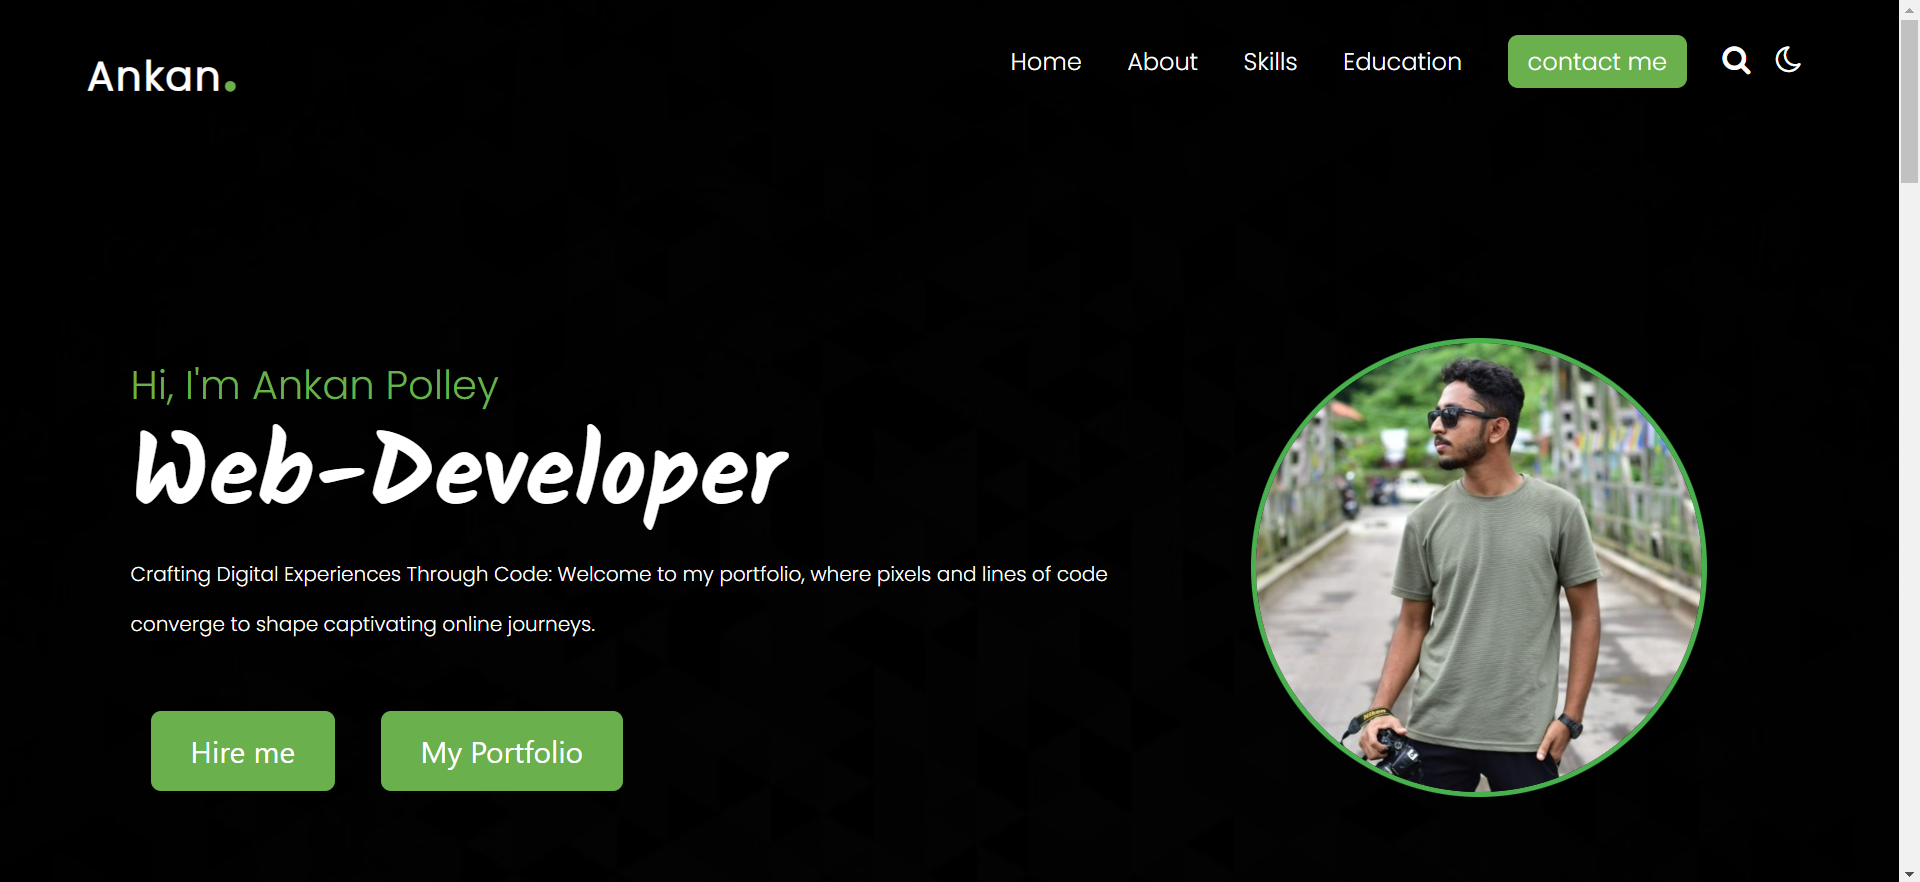 Ankan.
Home About Skills Education contact me
Hi, I'm Ankan Polley
Web-Developer
Crafting Digital Experiences Through Code: Welcome to my portfolio, where pixels and lines of code
converge to shape captivating online journeys.
Hire me My Portfolio
Nikon